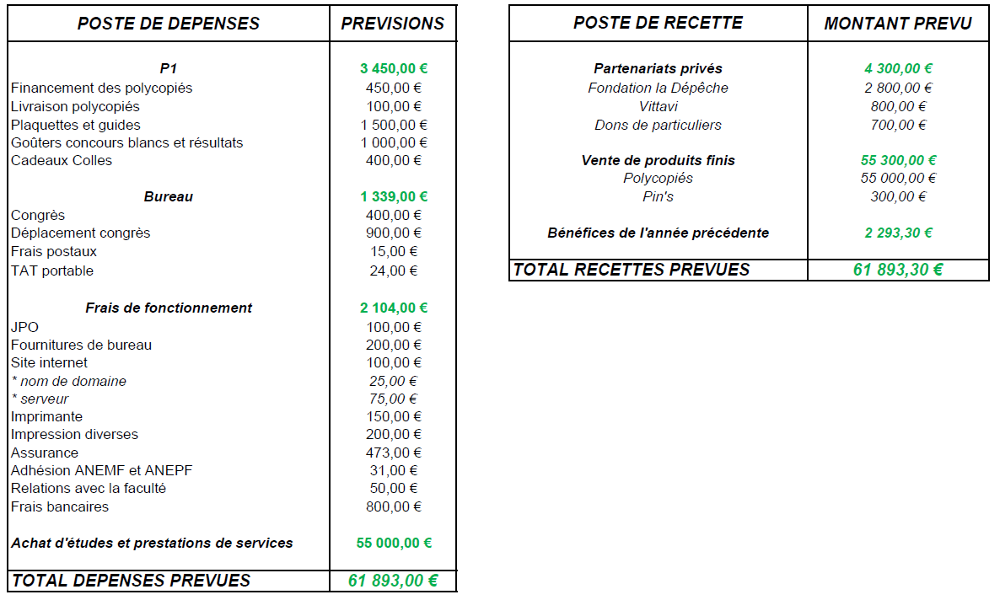 POSTE DE DEPENSES PREVISIONS
P1 3 450,00 €
Financement des polycopiés 450,00 €
Livraison polycopiés 100,00 €
Plaquettes et guides 1 500,00 €
Goûters concours blancs et résultats 1 000,00 €
Cadeaux Colles 400,00 €
Bureau 1 339,00 €
Congrès 400,00 €
Déplacement congrès 900,00 €
Frais postaux 15,00 €
TAT portable 24,00 €
Frais de fonctionnement 2 104,00 €
JPO 100,00 €
Fournitures de bureau 200,00 €
Site internet 100,00 €
* nom de domaine 25,00 €
* serveur 75,00 €
Imprimante 150,00 €
Impression diverses 200,00 €
Assurance 473,00 €
Adhésion ANEMF et ANEPF 31,00 €
Relations avec la faculté 50,00 €
Frais bancaires 800,00 €
Achat d'études et prestations de services 55 000,00 €
TOTAL DEPENSES PREVUES 61 893,00 €
POSTE DE RECETTE MONTANT PREVU
Partenariats privés 4 300,00 €
Fondation la Dépêche 2 800,00 €
Vittavi 800,00 €
Dons de particuliers 700,00 €
Vente de produits finis 55 300,00 €
Polycopiés 55 000,00 €
Pin's 300,00 €
Bénéfices de l'année précédente 2 293,30 €
TOTAL RECETTES PREVUES 61 893,30 €